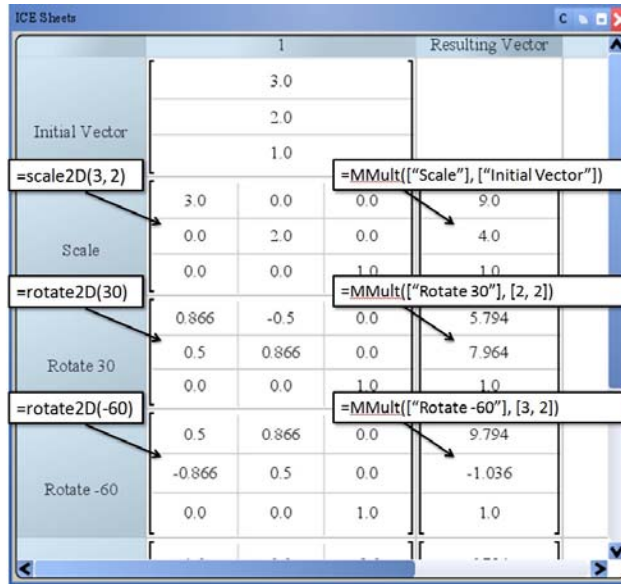 ICE Sheets
C
1 Resulting Vector
3.0
2.0
Initial Vector
1.0
=scale2D(3, 2) =MMult(["Scale"], ["Initial Vector"])
3.0 0.0 0.0 9.0
0.0 2.0 0.0 4.0
Scale
0.0 0.0 1.0 1.0
=rotate2D(30) =MMult(["Rotate 30"], [2, 2])
0.866 -0.5 0.0 5.794
0.5 0.866 0.0 7.964
Rotate 30
0.0 0.0 1.0 1.0
=rotate2D(-60) =MMult(["Rotate -60"], [3, 2])
0.5 0.866 0.0 9.794
-0.866 0.5 0.0 -1.036
Rotate -60
0.0 0.0 1.0 1.0